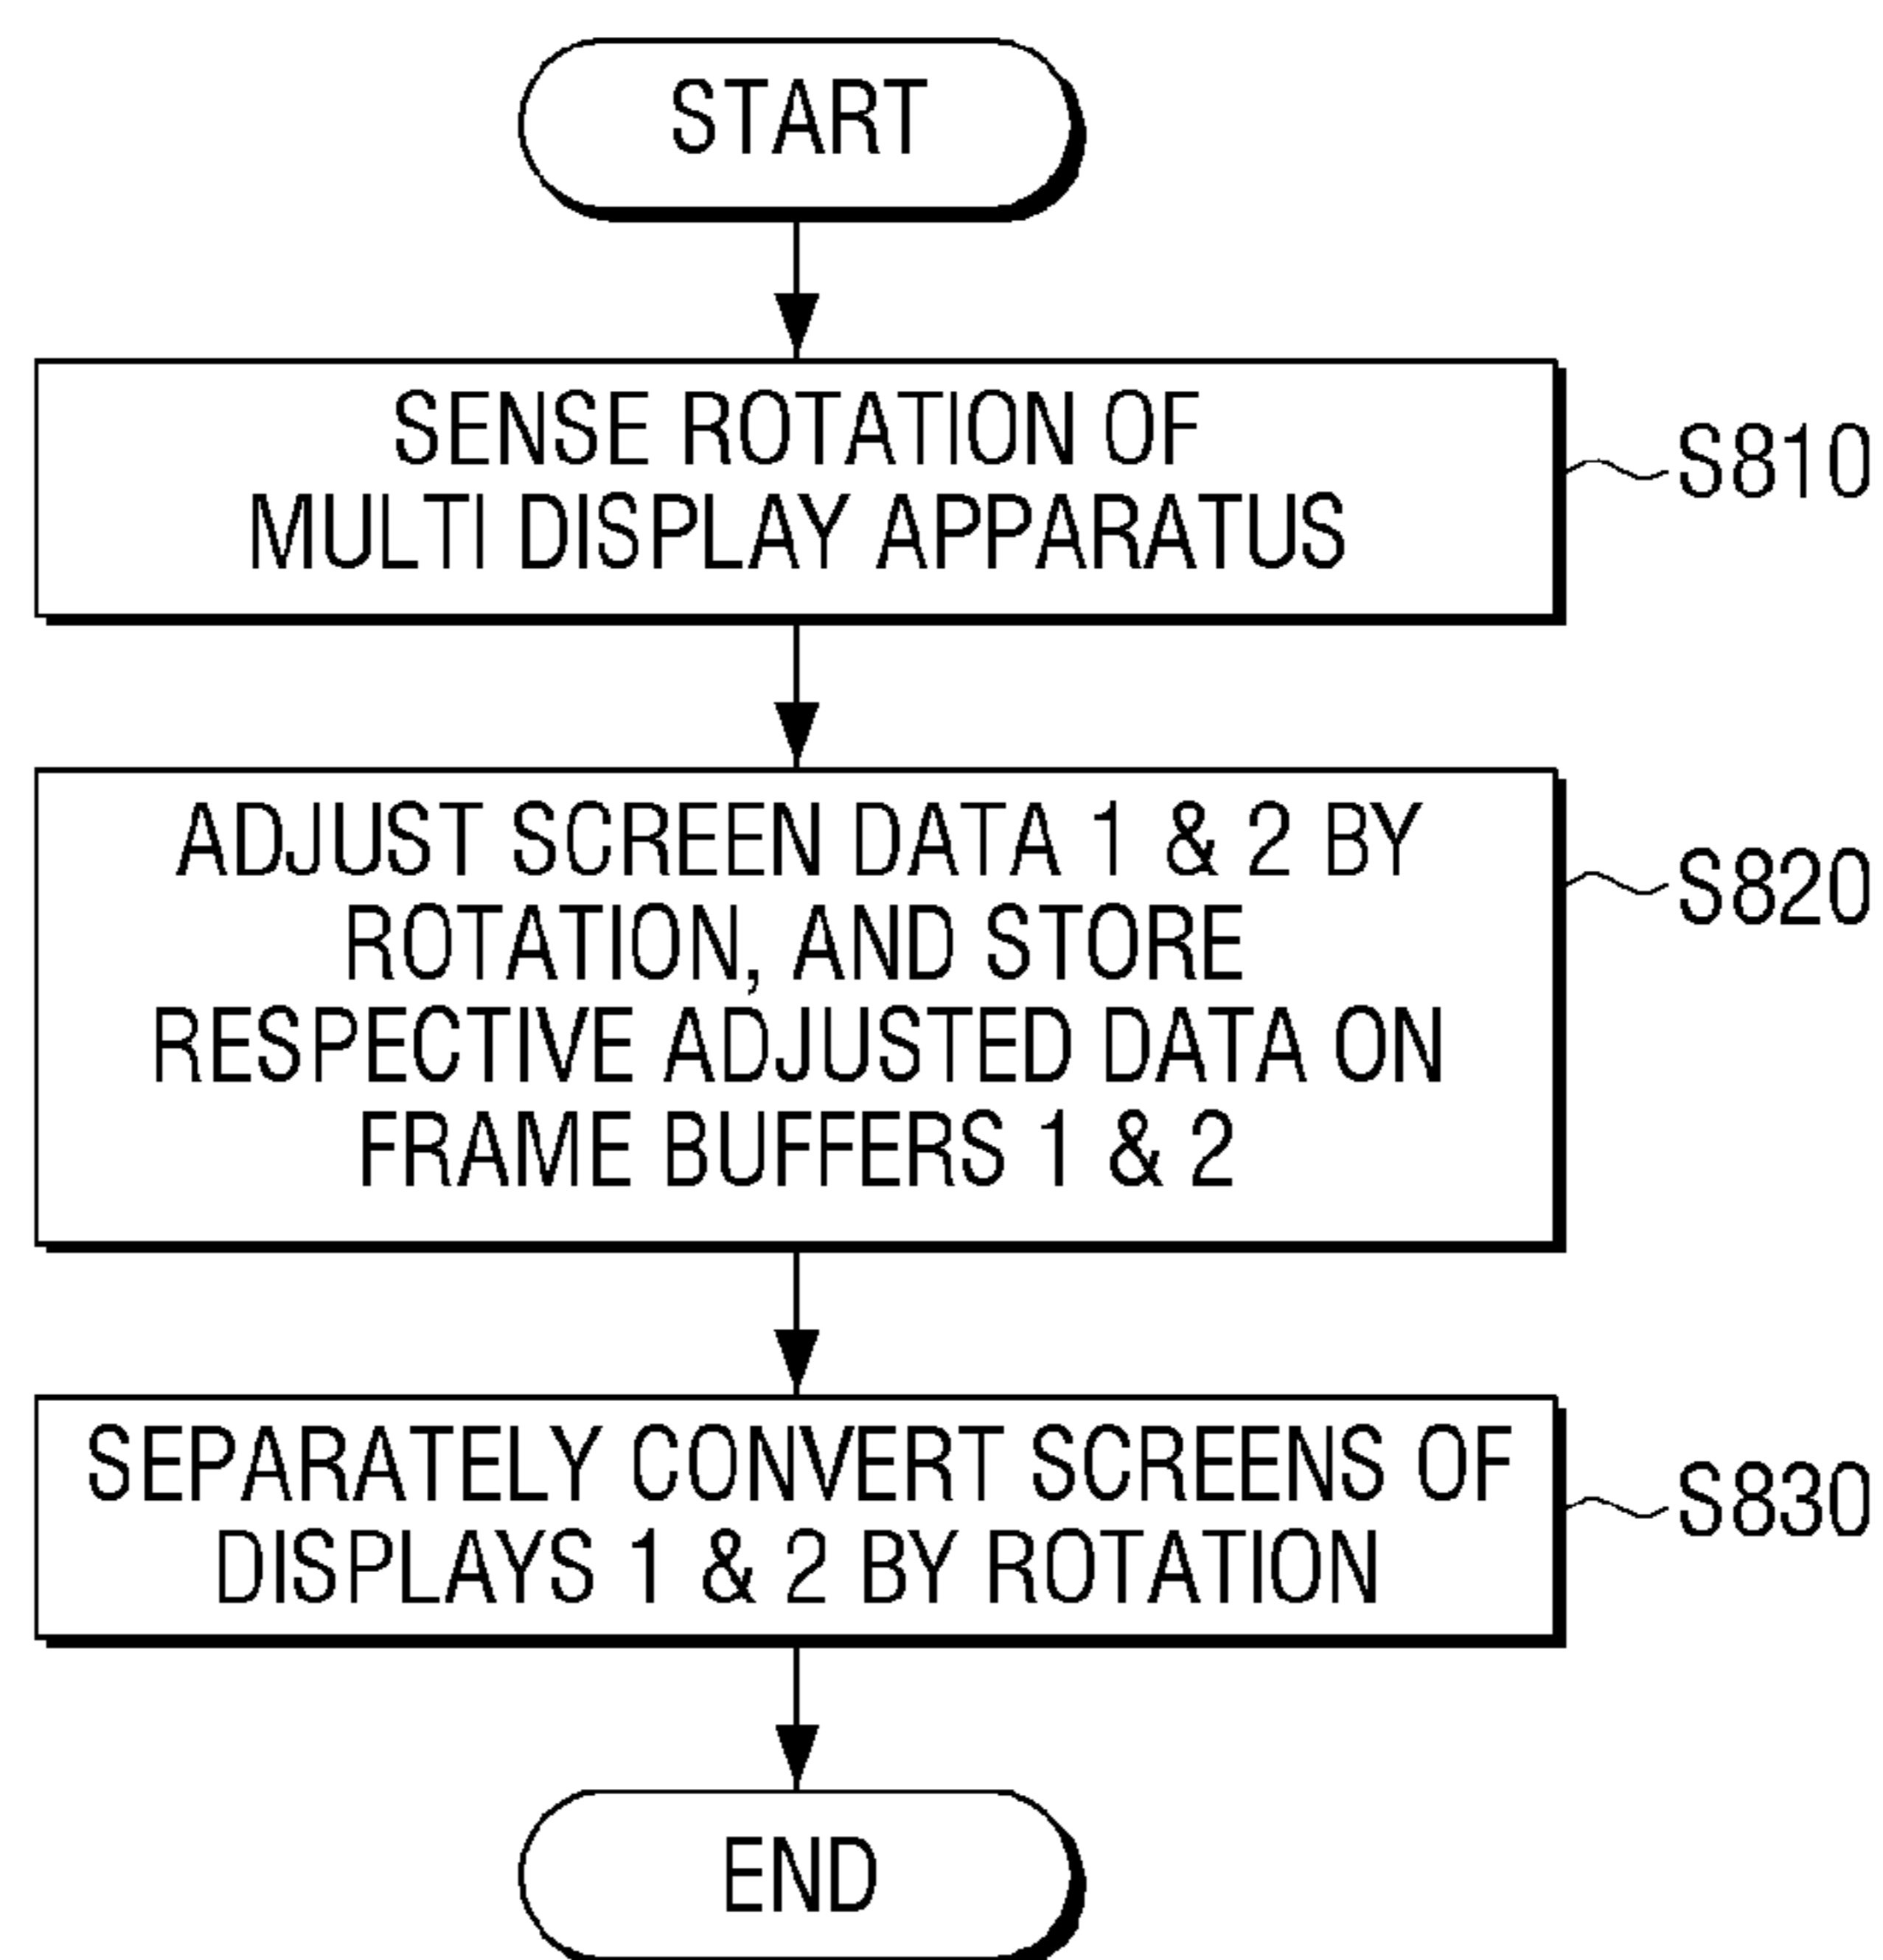 START
SENSE ROTATION OF
MULTI DISPLAY APPARATUS
S810
ADJUST SCREEN DATA 1 & 2 BY
ROTATION, AND STORE
RESPECTIVE ADJUSTED DATA ON
FRAME BUFFERS 1 & 2
S820
SEPARATELY CONVERT SCREENS OF
DISPLAYS 1 & 2 BY ROTATION
S830
END